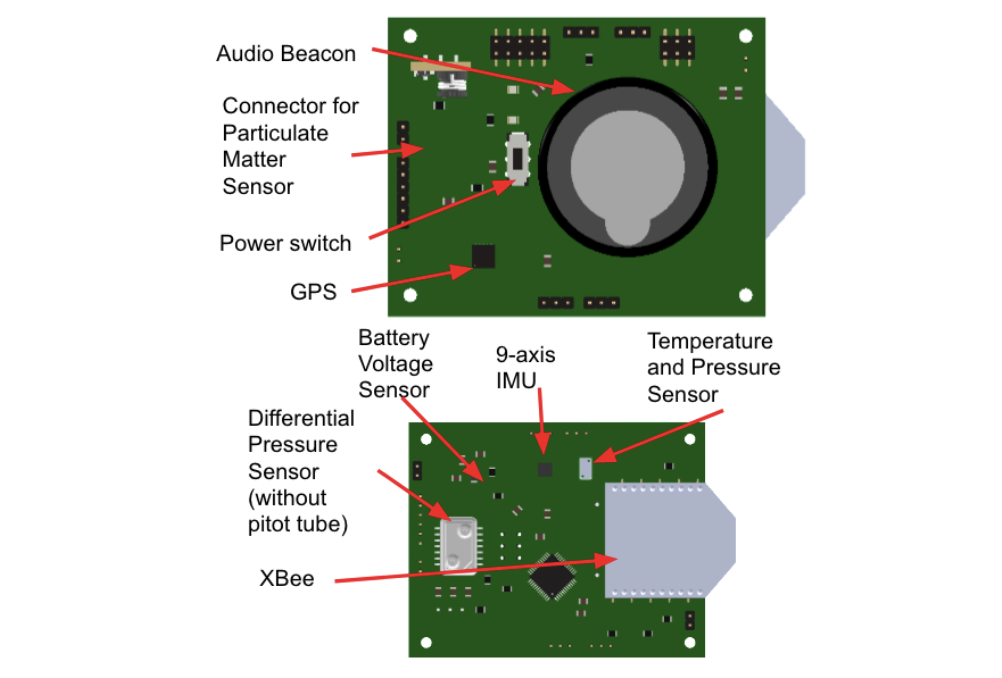 Audio Beacon
Connector for
Particulate
Matter
Sensor
Power switch
GPS
Battery
Voltage
Sensor
9-axis
IMU
Temperature
and Pressure
Sensor
Differential
Pressure
Sensor
(without
pitot tube)
XBee